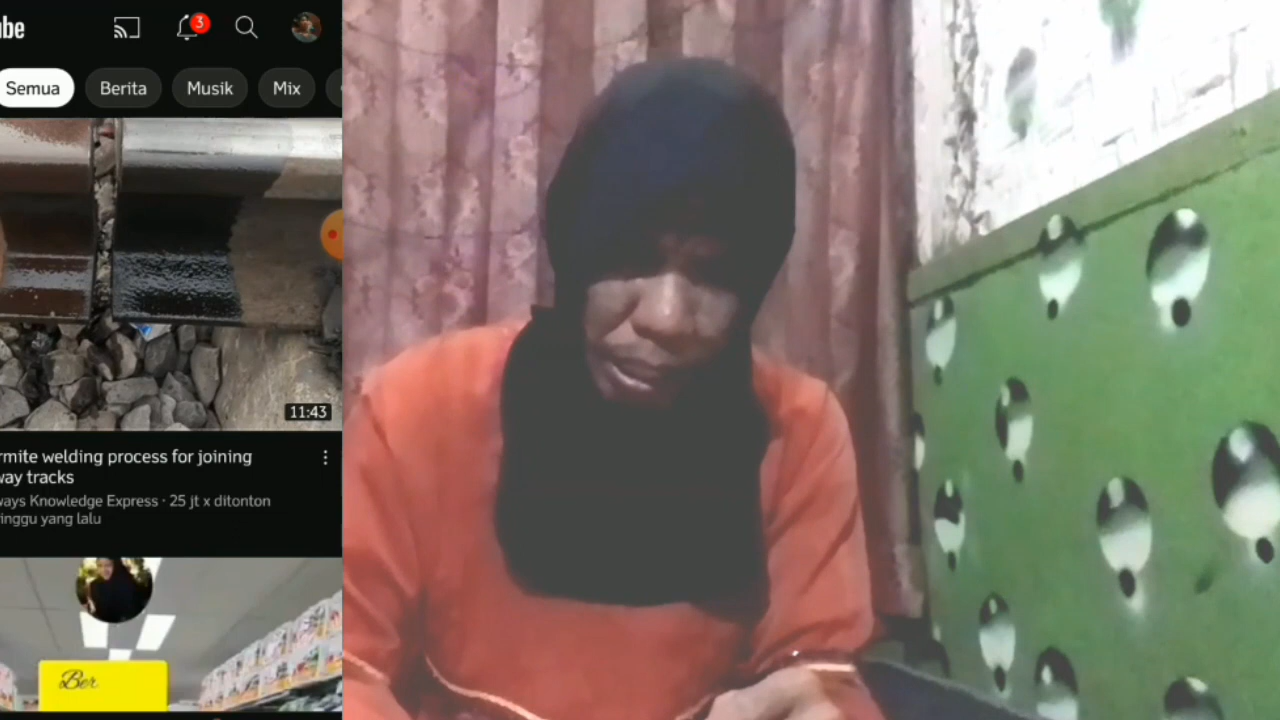 ube
3
Semua
Berita
Musik
Mix
11:43
rmite welding process for joining
way tracks
ways Knowledge Express · 25 jt x ditonton
inggu yang lalu
Ber